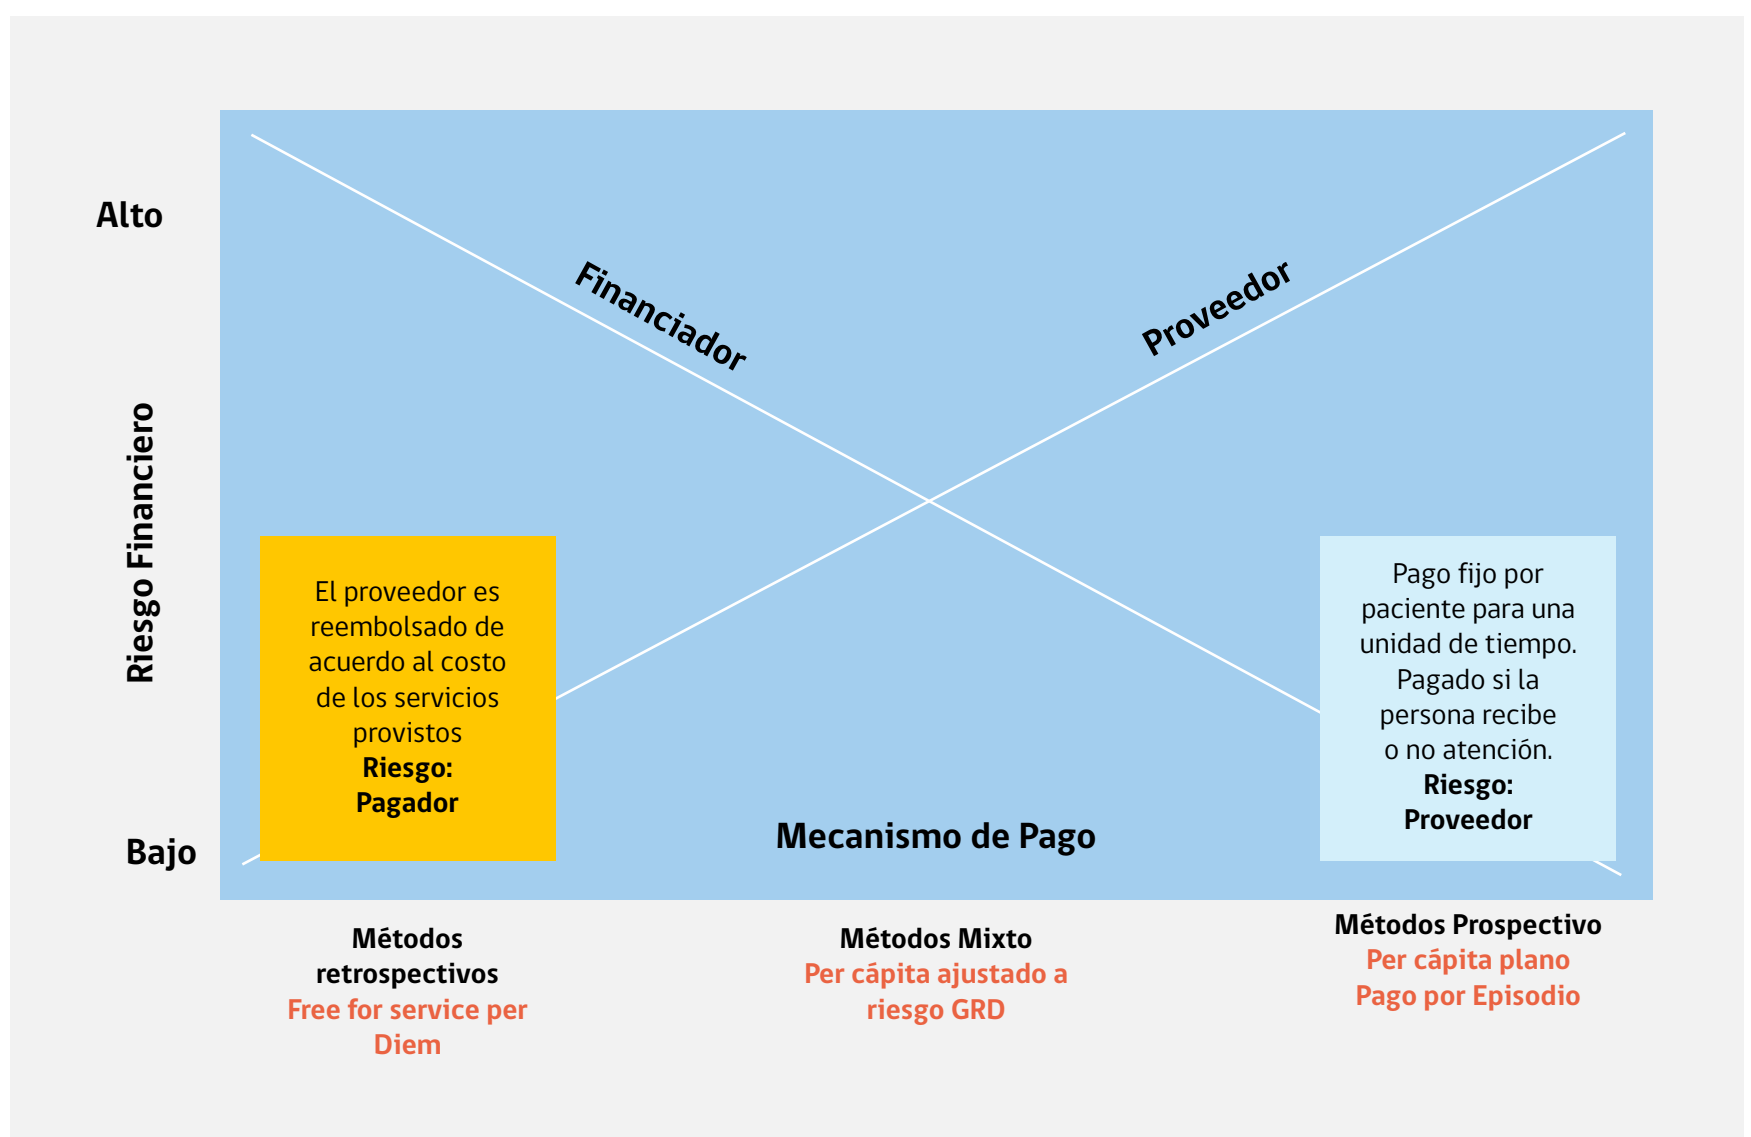 Alto
Financiador
Proveedor
Riesgo Financiero
El proveedor es
reembolsado de
acuerdo al costo
de los servicios
provistos
Riesgo:
Pagador
Pago fijo por
paciente para una
unidad de tiempo.
Pagado si la
persona recibe
o no atención.
Riesgo:
Proveedor
Bajo
Mecanismo de Pago
Métodos
retrospectivos
Free for service per
Diem
Métodos Mixto
Per cápita ajustado a
riesgo GRD
Métodos Prospectivo
Per cápita plano
Pago por Episodio